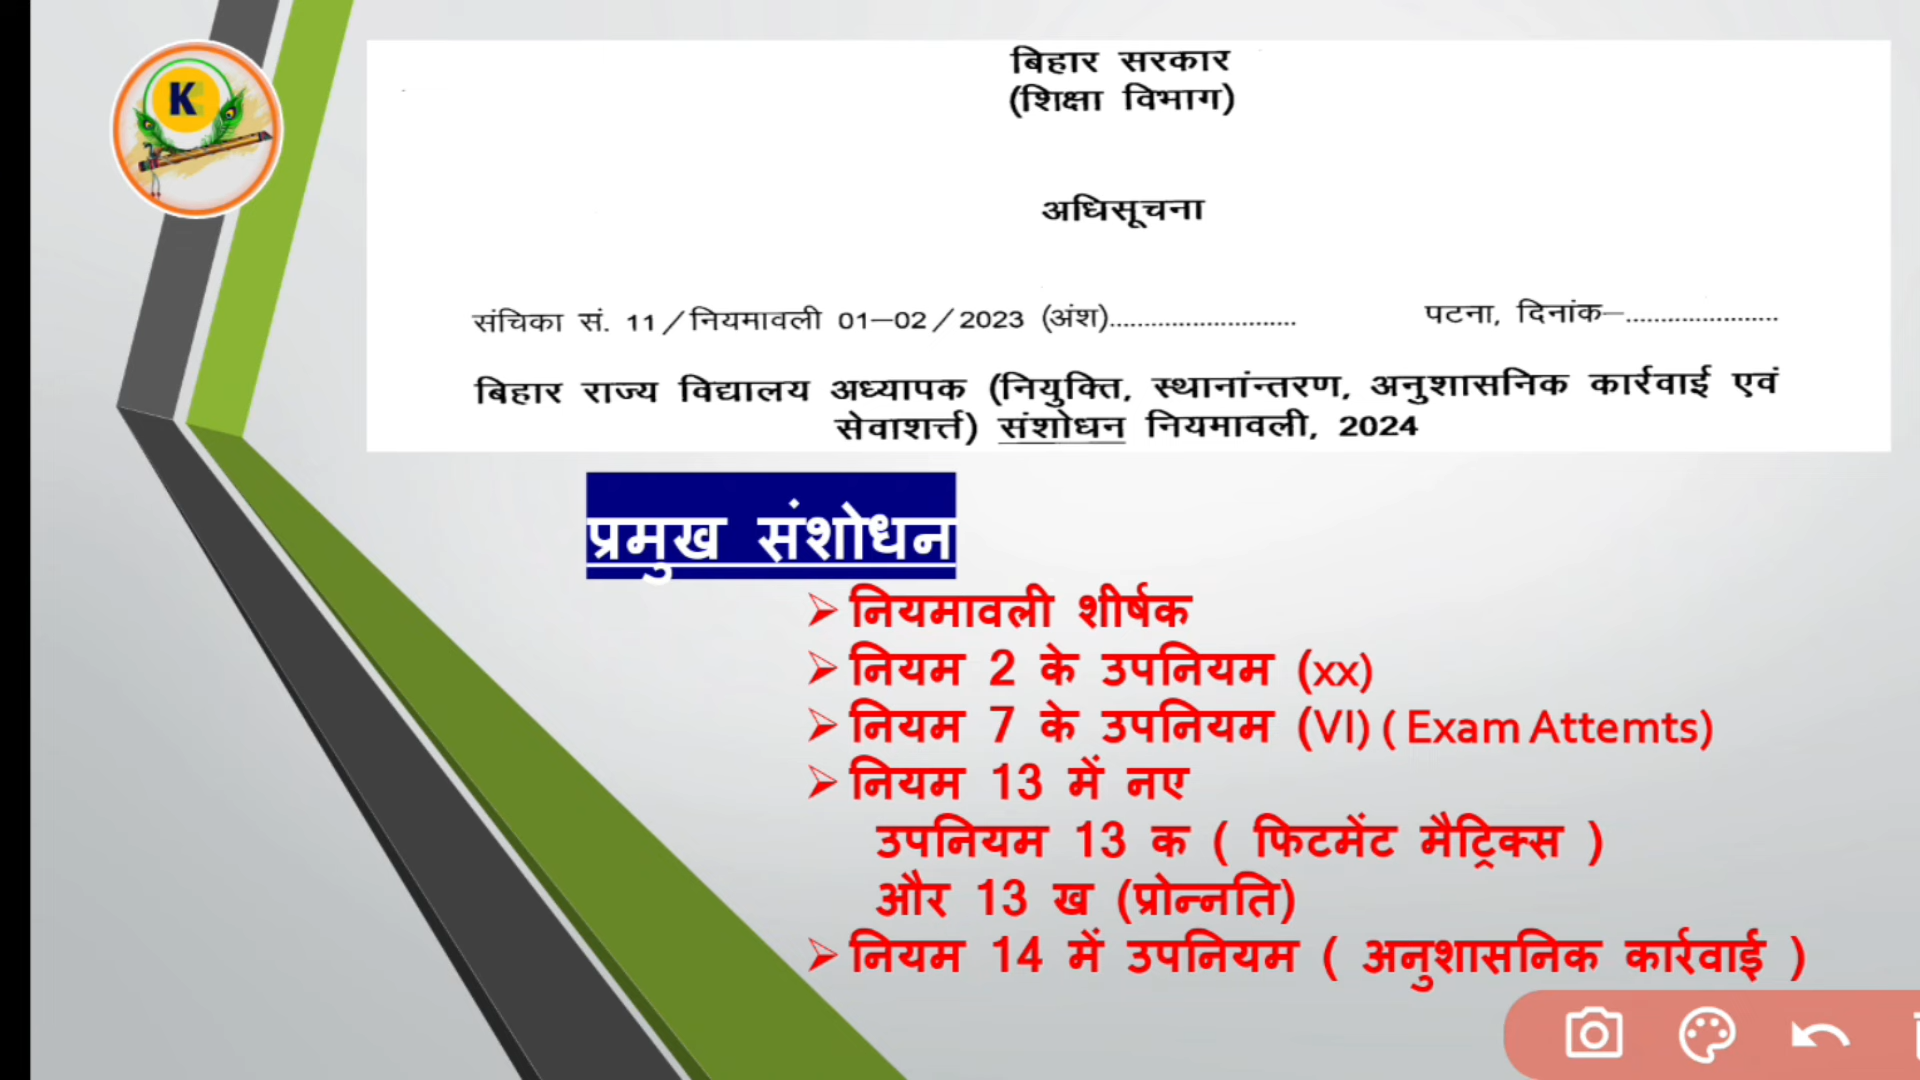 K
बिहार सरकार
(शिक्षा विभाग)
अधिसूचना
संचिका सं. 11/नियमावली 01–02/2023 (अंश)........................... पटना, दिनांक–......................
बिहार राज्य विद्यालय अध्यापक (नियुक्ति, स्थानांन्तरण, अनुशासनिक कार्रवाई एवं
सेवाशर्त्त) संशोधन नियमावली, 2024
प्रमुख संशोधन
➢ नियमावली शीर्षक
➢ नियम 2 के उपनियम (xx)
➢ नियम 7 के उपनियम (VI) ( Exam Attemts)
➢ नियम 13 में नए
उपनियम 13 क ( फिटमेंट मैट्रिक्स )
और 13 ख (प्रोन्नति)
➢ नियम 14 में उपनियम ( अनुशासनिक कार्रवाई )